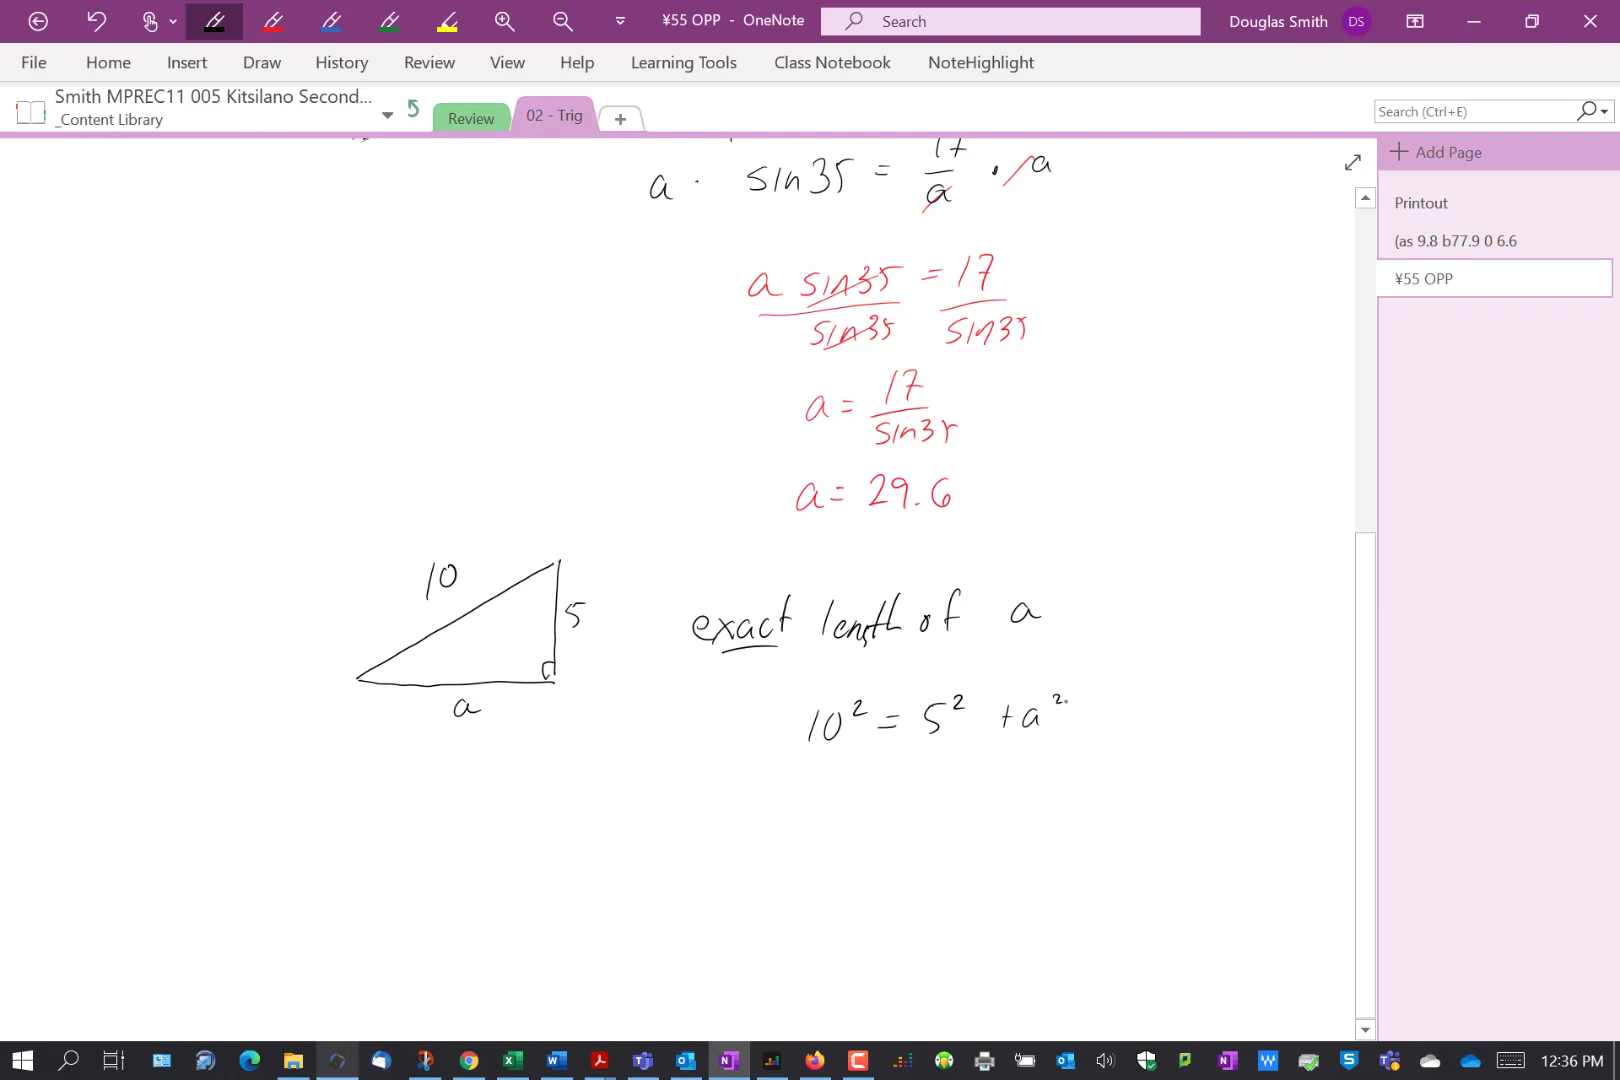 ¥55 OPP - OneNote
Search
Douglas Smith DS
File Home Insert Draw History Review View Help Learning Tools Class Notebook NoteHighlight
Smith MPREC11 005 Kitsilano Second...
_Content Library
Review
02 - Trig
Search (Ctrl+E)
Add Page
Printout
(as 9.8 b77.9 0 6.6
¥55 OPP
a · sin35 = 17/a · a
a sin35 = 17
sin35 sin35
a = 17/sin35
a = 29.6
10
5
a
exact length of a
10² = 5² + a²
12:36 PM